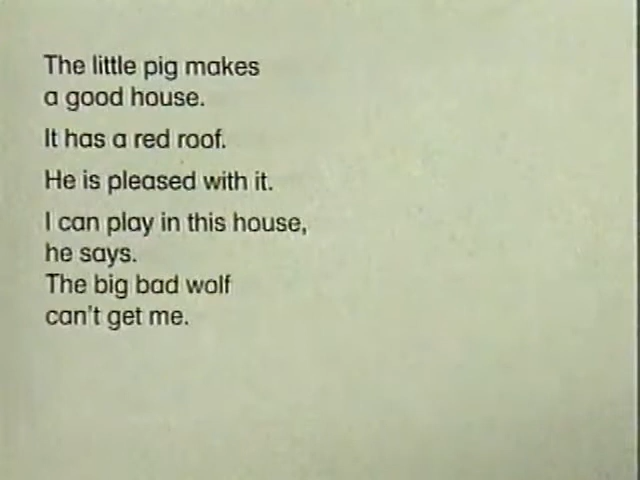 The little pig makes
a good house.
It has a red roof.
He is pleased with it.
I can play in this house,
he says.
The big bad wolf
can't get me.